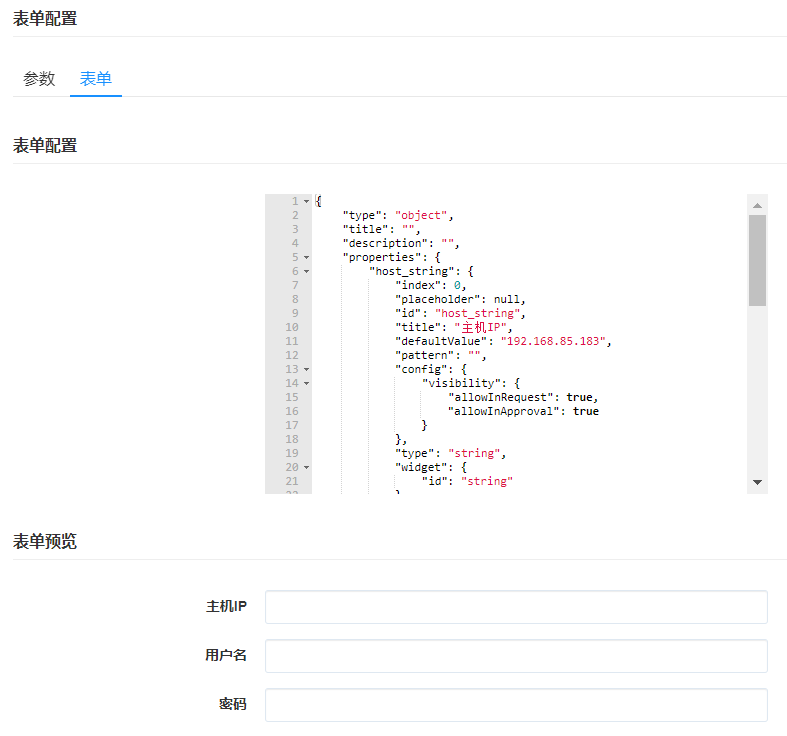 表单配置
参数 表单
表单配置
1 {
2 "type": "object",
3 "title": "",
4 "description": "",
5 "properties": {
6 "host_string": {
7 "index": 0,
8 "placeholder": null,
9 "id": "host_string",
10 "title": "主机IP",
11 "defaultValue": "192.168.85.183",
12 "pattern": "",
13 "config": {
14 "visibility": {
15 "allowInRequest": true,
16 "allowInApproval": true
17 }
18 },
19 "type": "string",
20 "widget": {
21 "id": "string"
22 }
表单预览
主机IP
用户名
密码